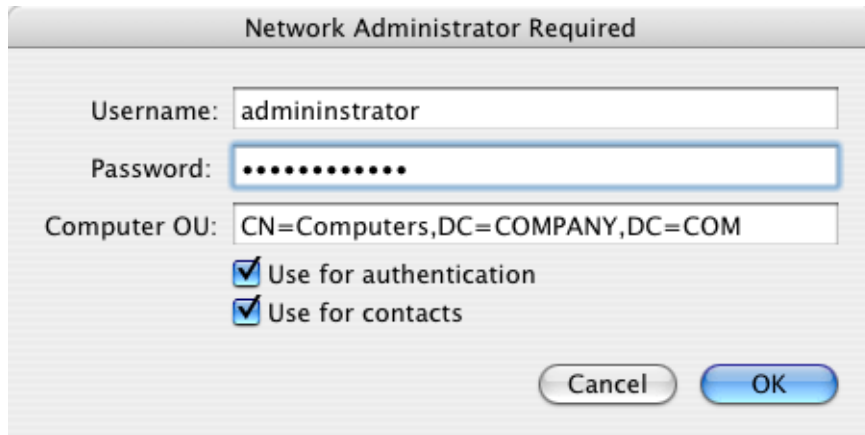 Network Administrator Required
Username: admininstrator
Password: ••••••••••••
Computer OU: CN=Computers,DC=COMPANY,DC=COM
Use for authentication
Use for contacts
Cancel OK